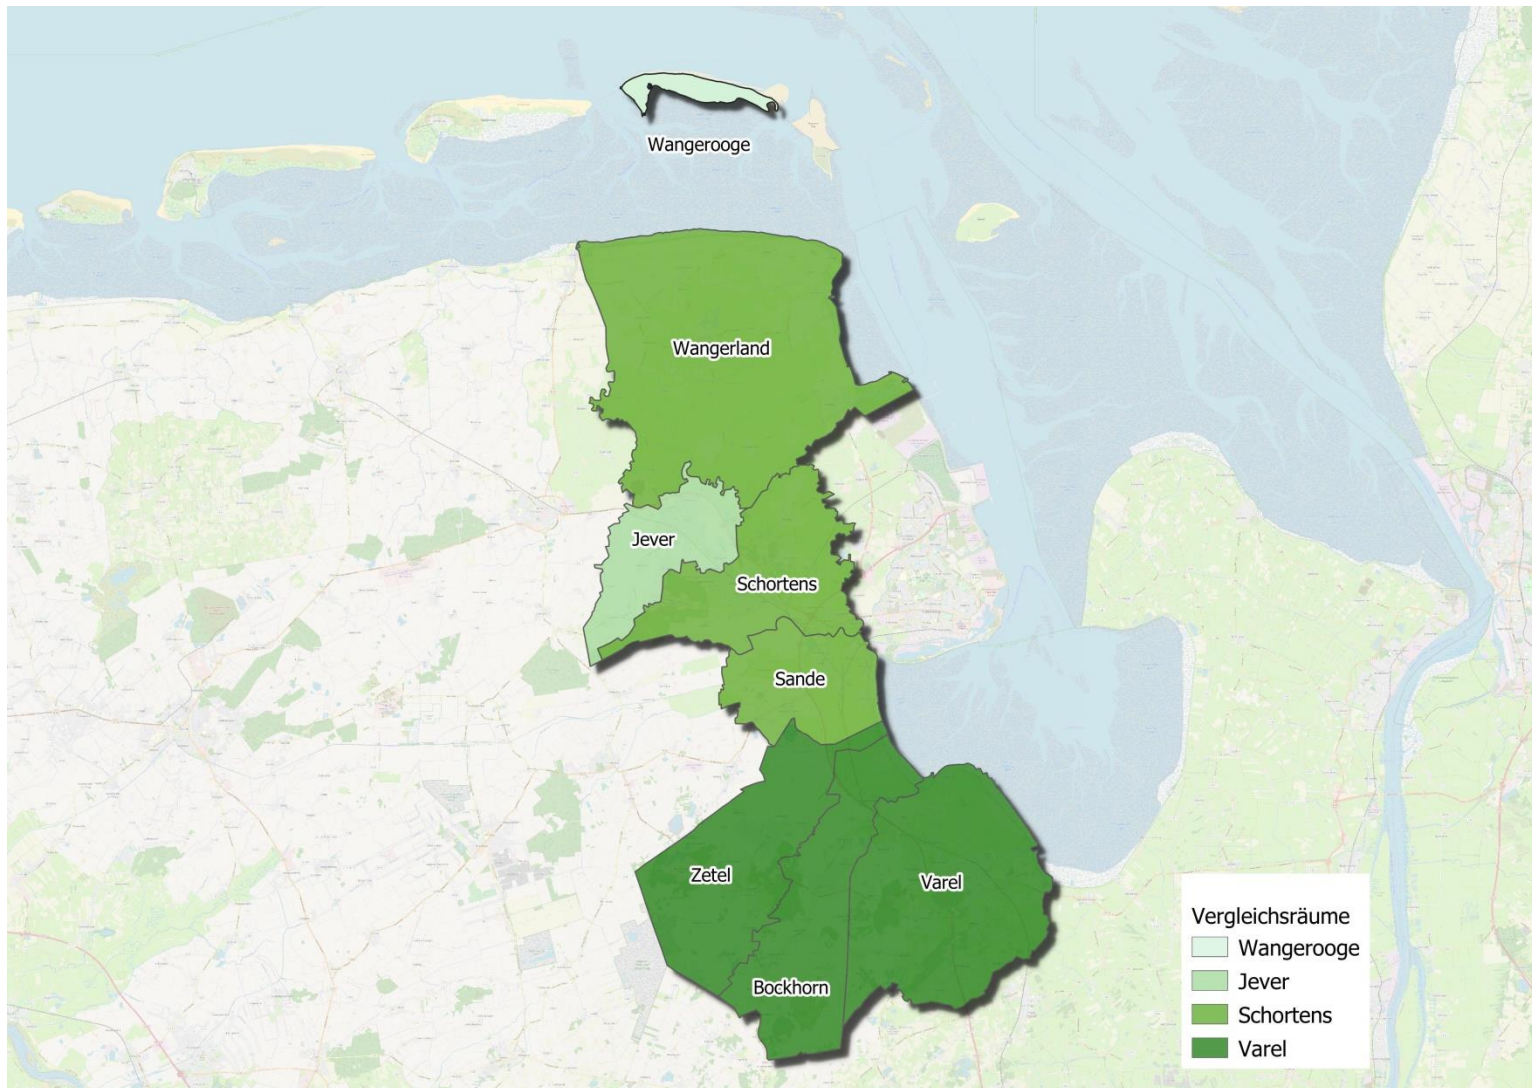 Wangerooge
Wangerland
Jever
Schortens
Sande
Zetel
Varel
Bockhorn
Vergleichsräume
Wangerooge
Jever
Schortens
Varel